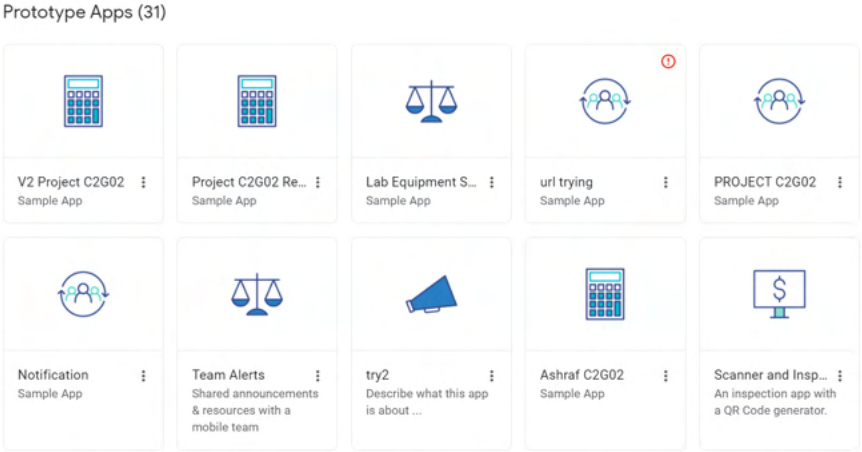 Prototype Apps (31)
V2 Project C2G02
Sample App
Project C2G02 Re...
Sample App
Lab Equipment S...
Sample App
url trying
Sample App
PROJECT C2G02
Sample App
Notification
Sample App
Team Alerts
Shared announcements
& resources with a
mobile team
try2
Describe what this app
is about ...
Ashraf C2G02
Sample App
$
Scanner and Insp...
An inspection app with
a QR Code generator.